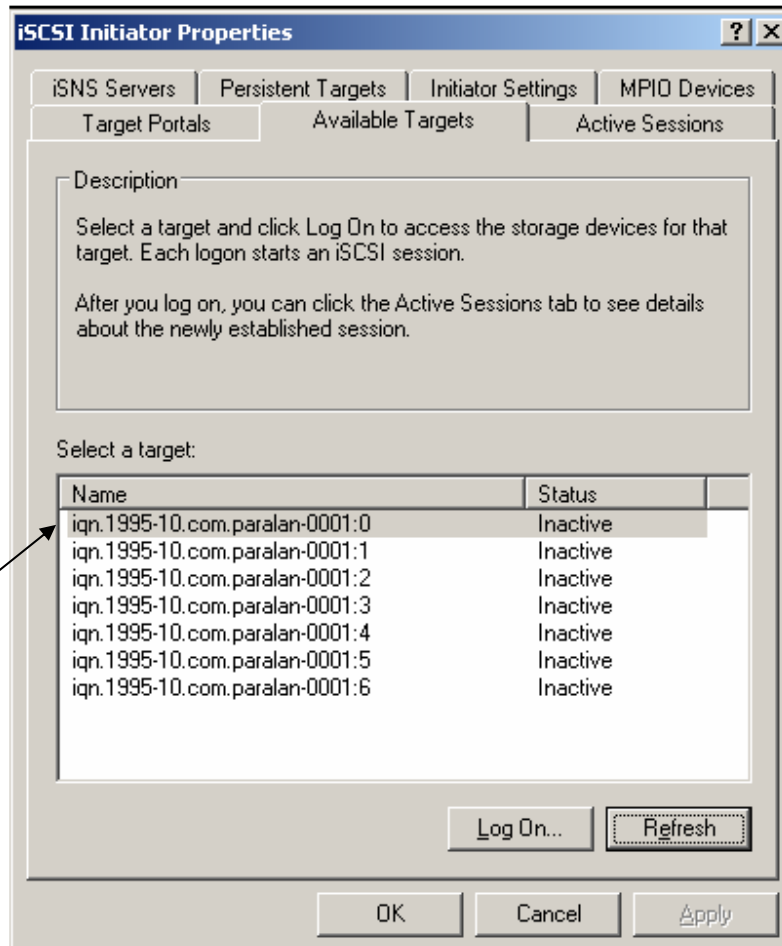 iSCSI Initiator Properties
iSNS Servers Persistent Targets Initiator Settings MPIO Devices
Target Portals Available Targets Active Sessions
Description
Select a target and click Log On to access the storage devices for that
target. Each logon starts an iSCSI session.
After you log on, you can click the Active Sessions tab to see details
about the newly established session.
Select a target:
Name Status
iqn.1995-10.com.paralan-0001:0 Inactive
iqn.1995-10.com.paralan-0001:1 Inactive
iqn.1995-10.com.paralan-0001:2 Inactive
iqn.1995-10.com.paralan-0001:3 Inactive
iqn.1995-10.com.paralan-0001:4 Inactive
iqn.1995-10.com.paralan-0001:5 Inactive
iqn.1995-10.com.paralan-0001:6 Inactive
Log On... Refresh
OK Cancel Apply